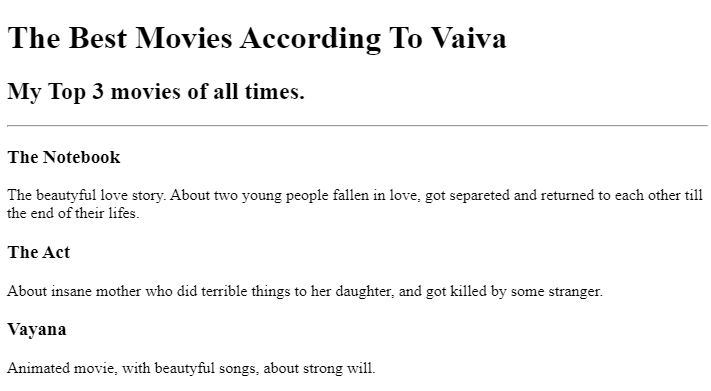 The Best Movies According To Vaiva
My Top 3 movies of all times.
The Notebook
The beautyful love story. About two young people fallen in love, got separeted and returned to each other till
the end of their lifes.
The Act
About insane mother who did terrible things to her daughter, and got killed by some stranger.
Vayana
Animated movie, with beautyful songs, about strong will.